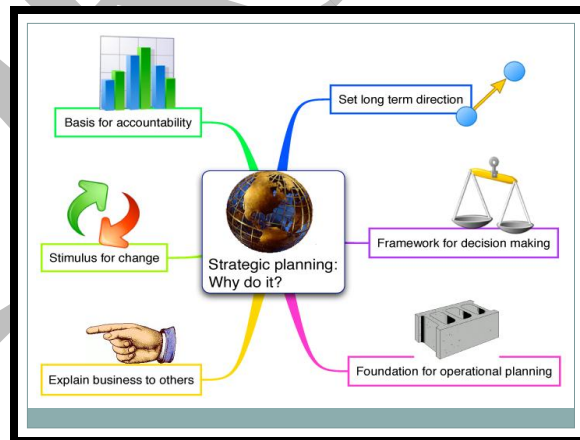 Basis for accountability
Set long term direction
Stimulus for change
Strategic planning:
Why do it?
Framework for decision making
Explain business to others
Foundation for operational planning